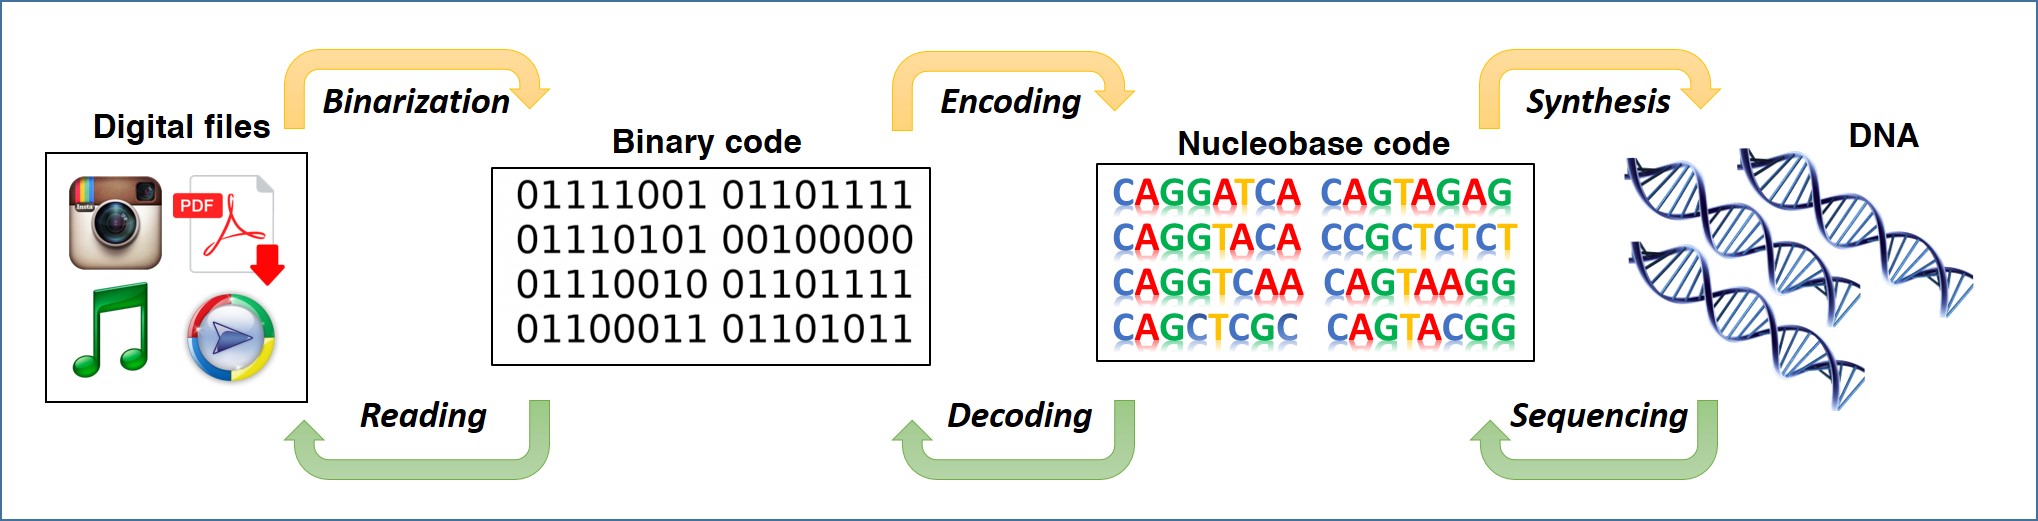 Binarization
Encoding
Synthesis
Digital files
Binary code
Nucleobase code
DNA
Insta
PDF
01111001 01101111
01110101 00100000
01110010 01101111
01100011 01101011
CAGGATCA CAGTAGAG
CAGGTACA CCGCTCTCT
CAGGTCAA CAGTAAGG
CAGCTCGC CAGTACGG
Reading
Decoding
Sequencing